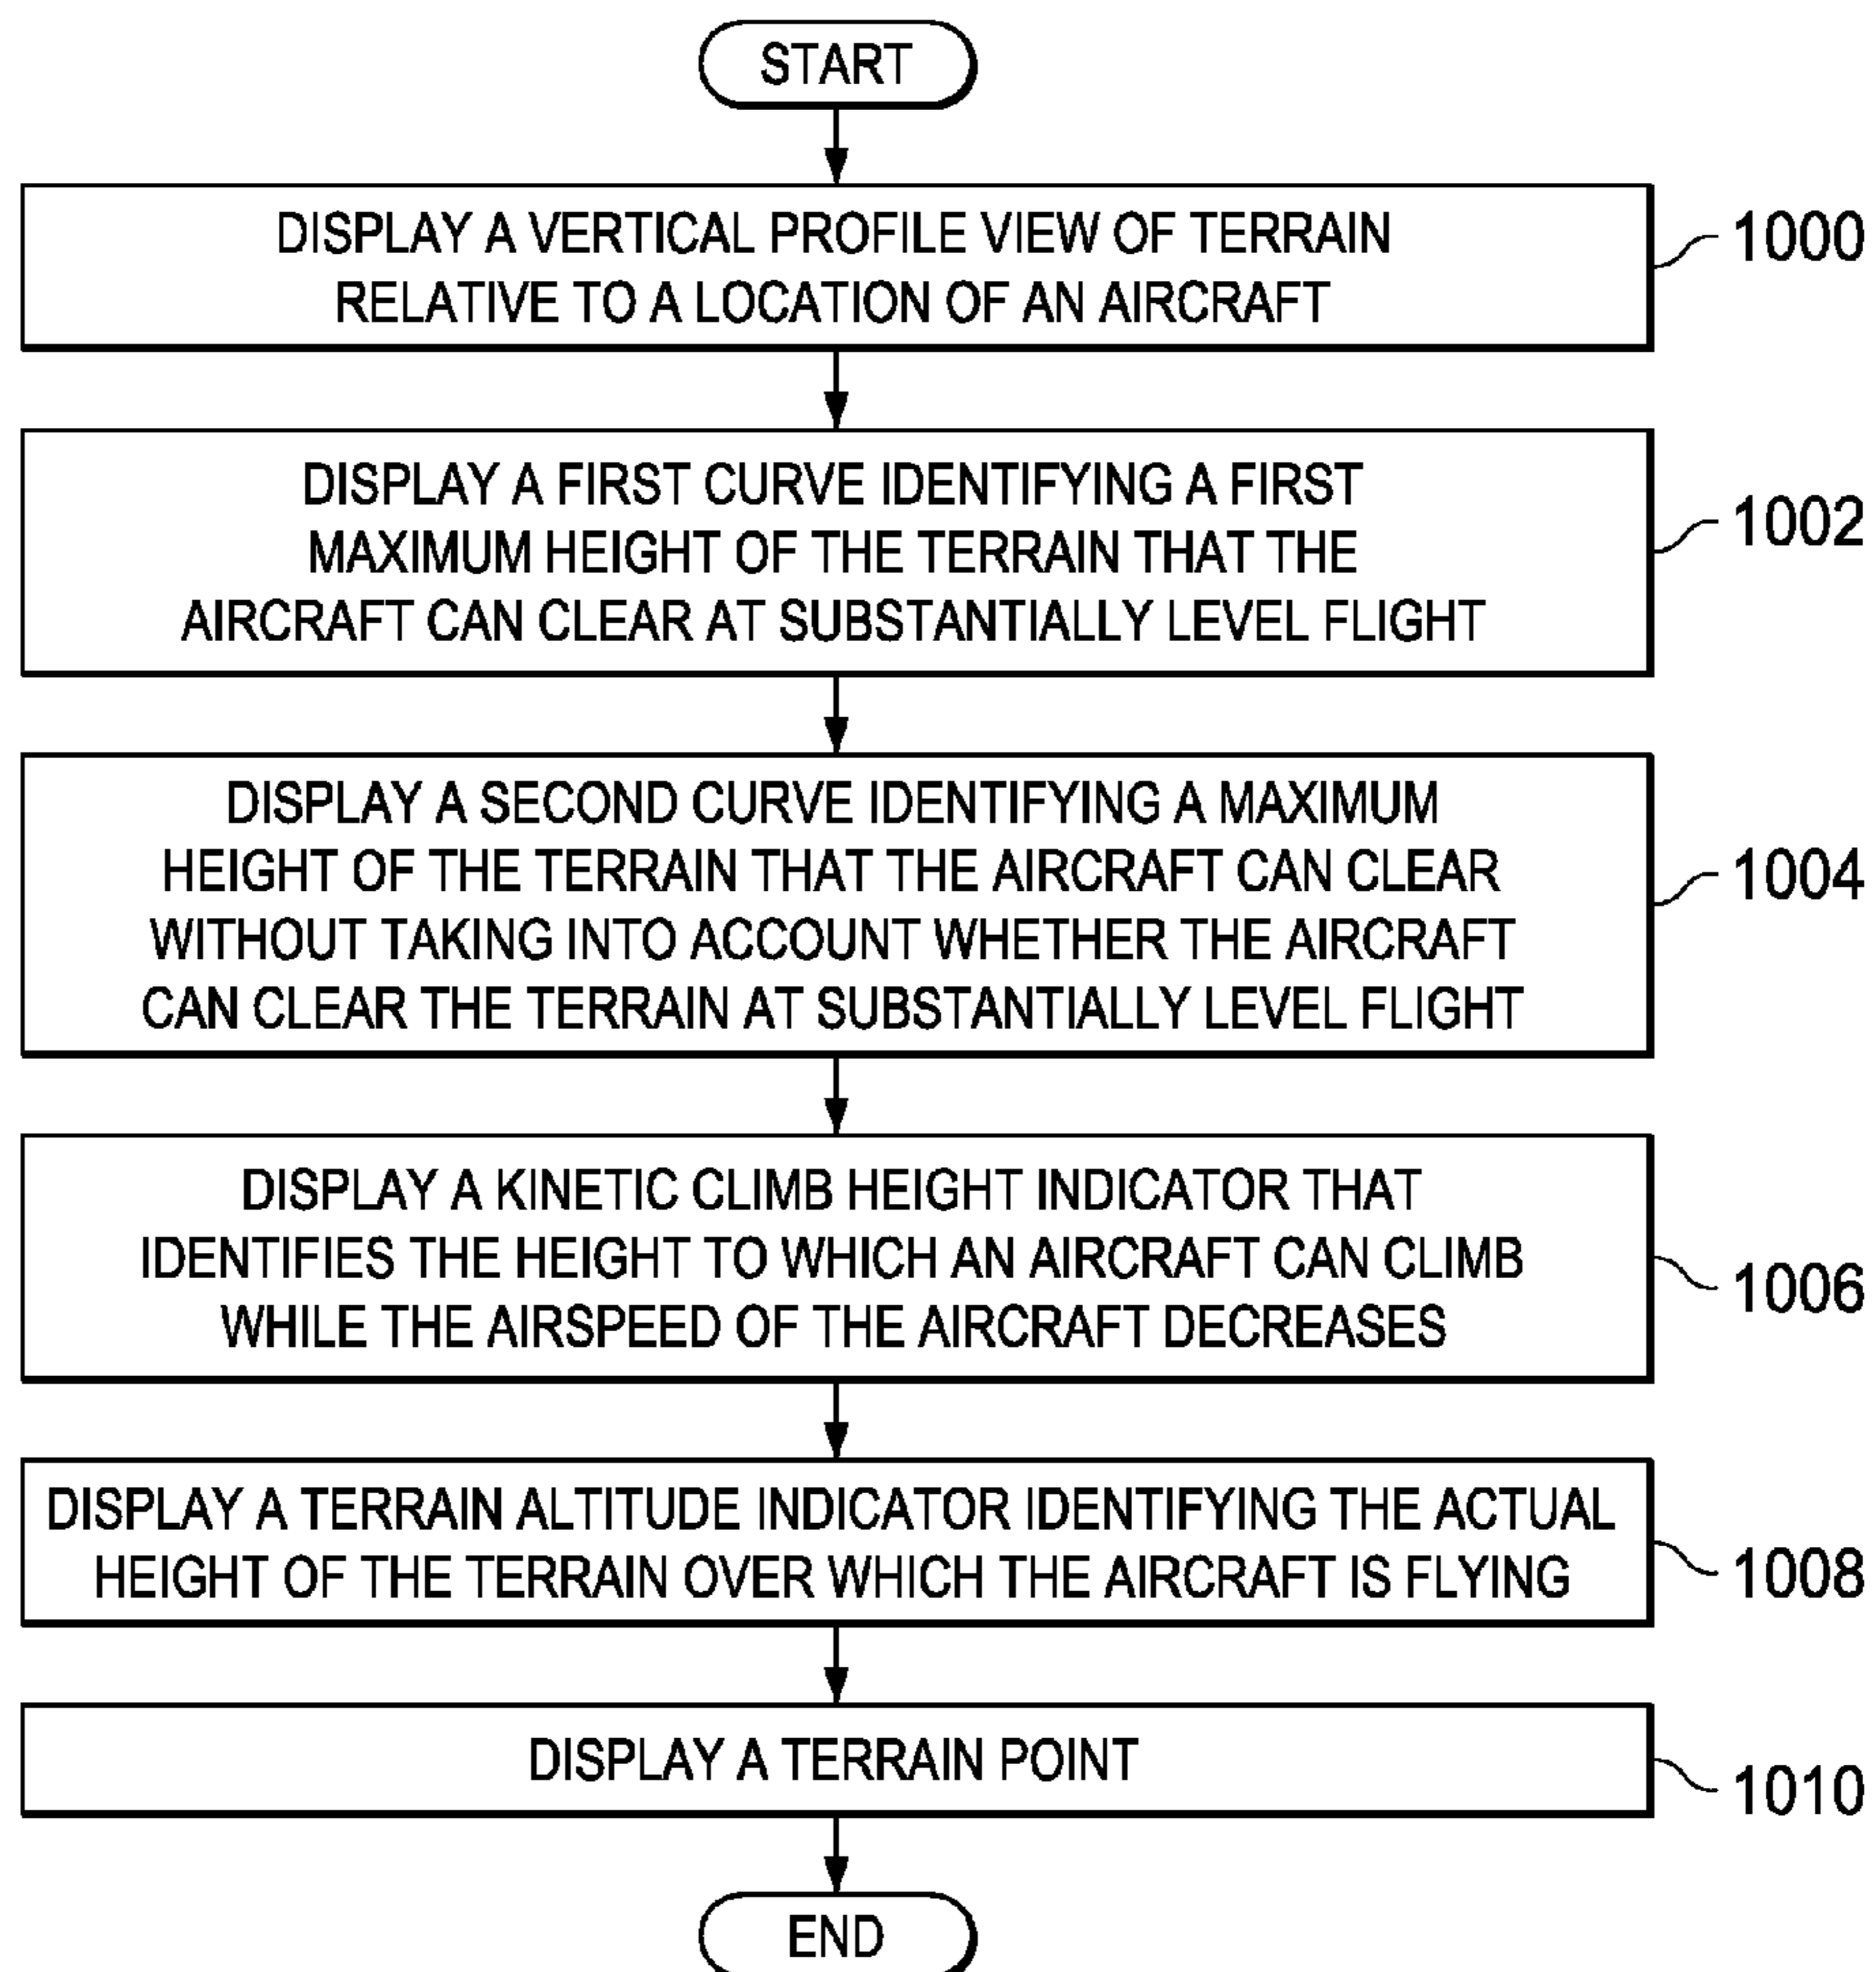 START
DISPLAY A VERTICAL PROFILE VIEW OF TERRAIN
RELATIVE TO A LOCATION OF AN AIRCRAFT
1000
DISPLAY A FIRST CURVE IDENTIFYING A FIRST
MAXIMUM HEIGHT OF THE TERRAIN THAT THE
AIRCRAFT CAN CLEAR AT SUBSTANTIALLY LEVEL FLIGHT
1002
DISPLAY A SECOND CURVE IDENTIFYING A MAXIMUM
HEIGHT OF THE TERRAIN THAT THE AIRCRAFT CAN CLEAR
WITHOUT TAKING INTO ACCOUNT WHETHER THE AIRCRAFT
CAN CLEAR THE TERRAIN AT SUBSTANTIALLY LEVEL FLIGHT
1004
DISPLAY A KINETIC CLIMB HEIGHT INDICATOR THAT
IDENTIFIES THE HEIGHT TO WHICH AN AIRCRAFT CAN CLIMB
WHILE THE AIRSPEED OF THE AIRCRAFT DECREASES
1006
DISPLAY A TERRAIN ALTITUDE INDICATOR IDENTIFYING THE ACTUAL
HEIGHT OF THE TERRAIN OVER WHICH THE AIRCRAFT IS FLYING
1008
DISPLAY A TERRAIN POINT
1010
END